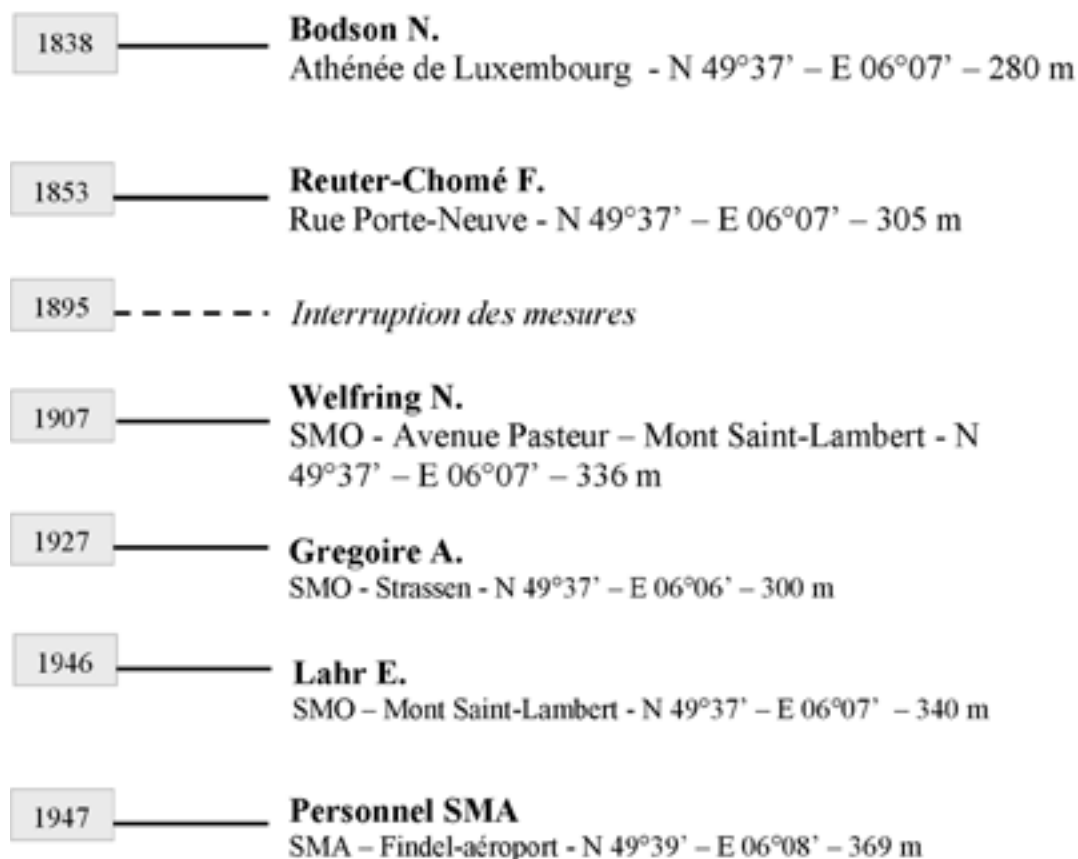 1838
Bodson N.
Athénée de Luxembourg - N 49°37’ – E 06°07’ – 280 m
1853
Reuter-Chomé F.
Rue Porte-Neuve - N 49°37’ – E 06°07’ – 305 m
1895
Interruption des mesures
1907
Welfring N.
SMO - Avenue Pasteur – Mont Saint-Lambert - N
49°37’ – E 06°07’ – 336 m
1927
Gregoire A.
SMO - Strassen - N 49°37’ – E 06°06’ – 300 m
1946
Lahr E.
SMO – Mont Saint-Lambert - N 49°37’ – E 06°07’ – 340 m
1947
Personnel SMA
SMA – Findel-aéroport - N 49°39’ – E 06°08’ – 369 m